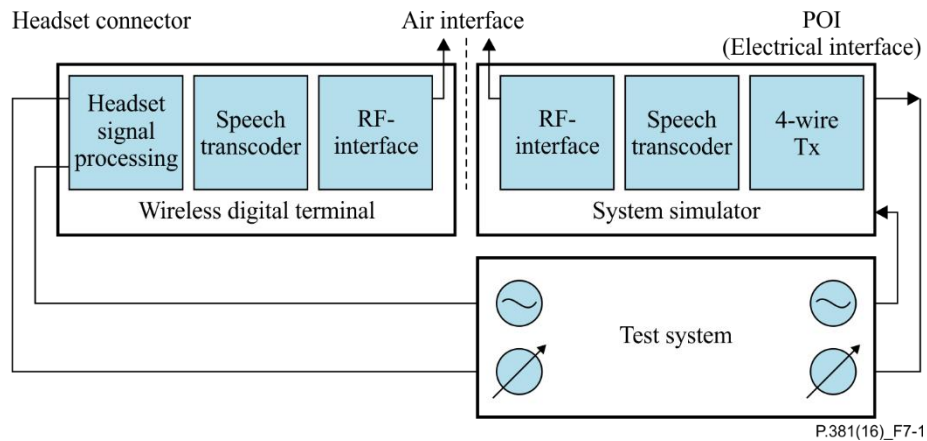 Headset connector
Air interface
POI
(Electrical interface)
Headset
signal
processing
Speech
transcoder
RF-
interface
Wireless digital terminal
RF-
interface
Speech
transcoder
4-wire
Tx
System simulator
Test system
P.381(16)_F7-1